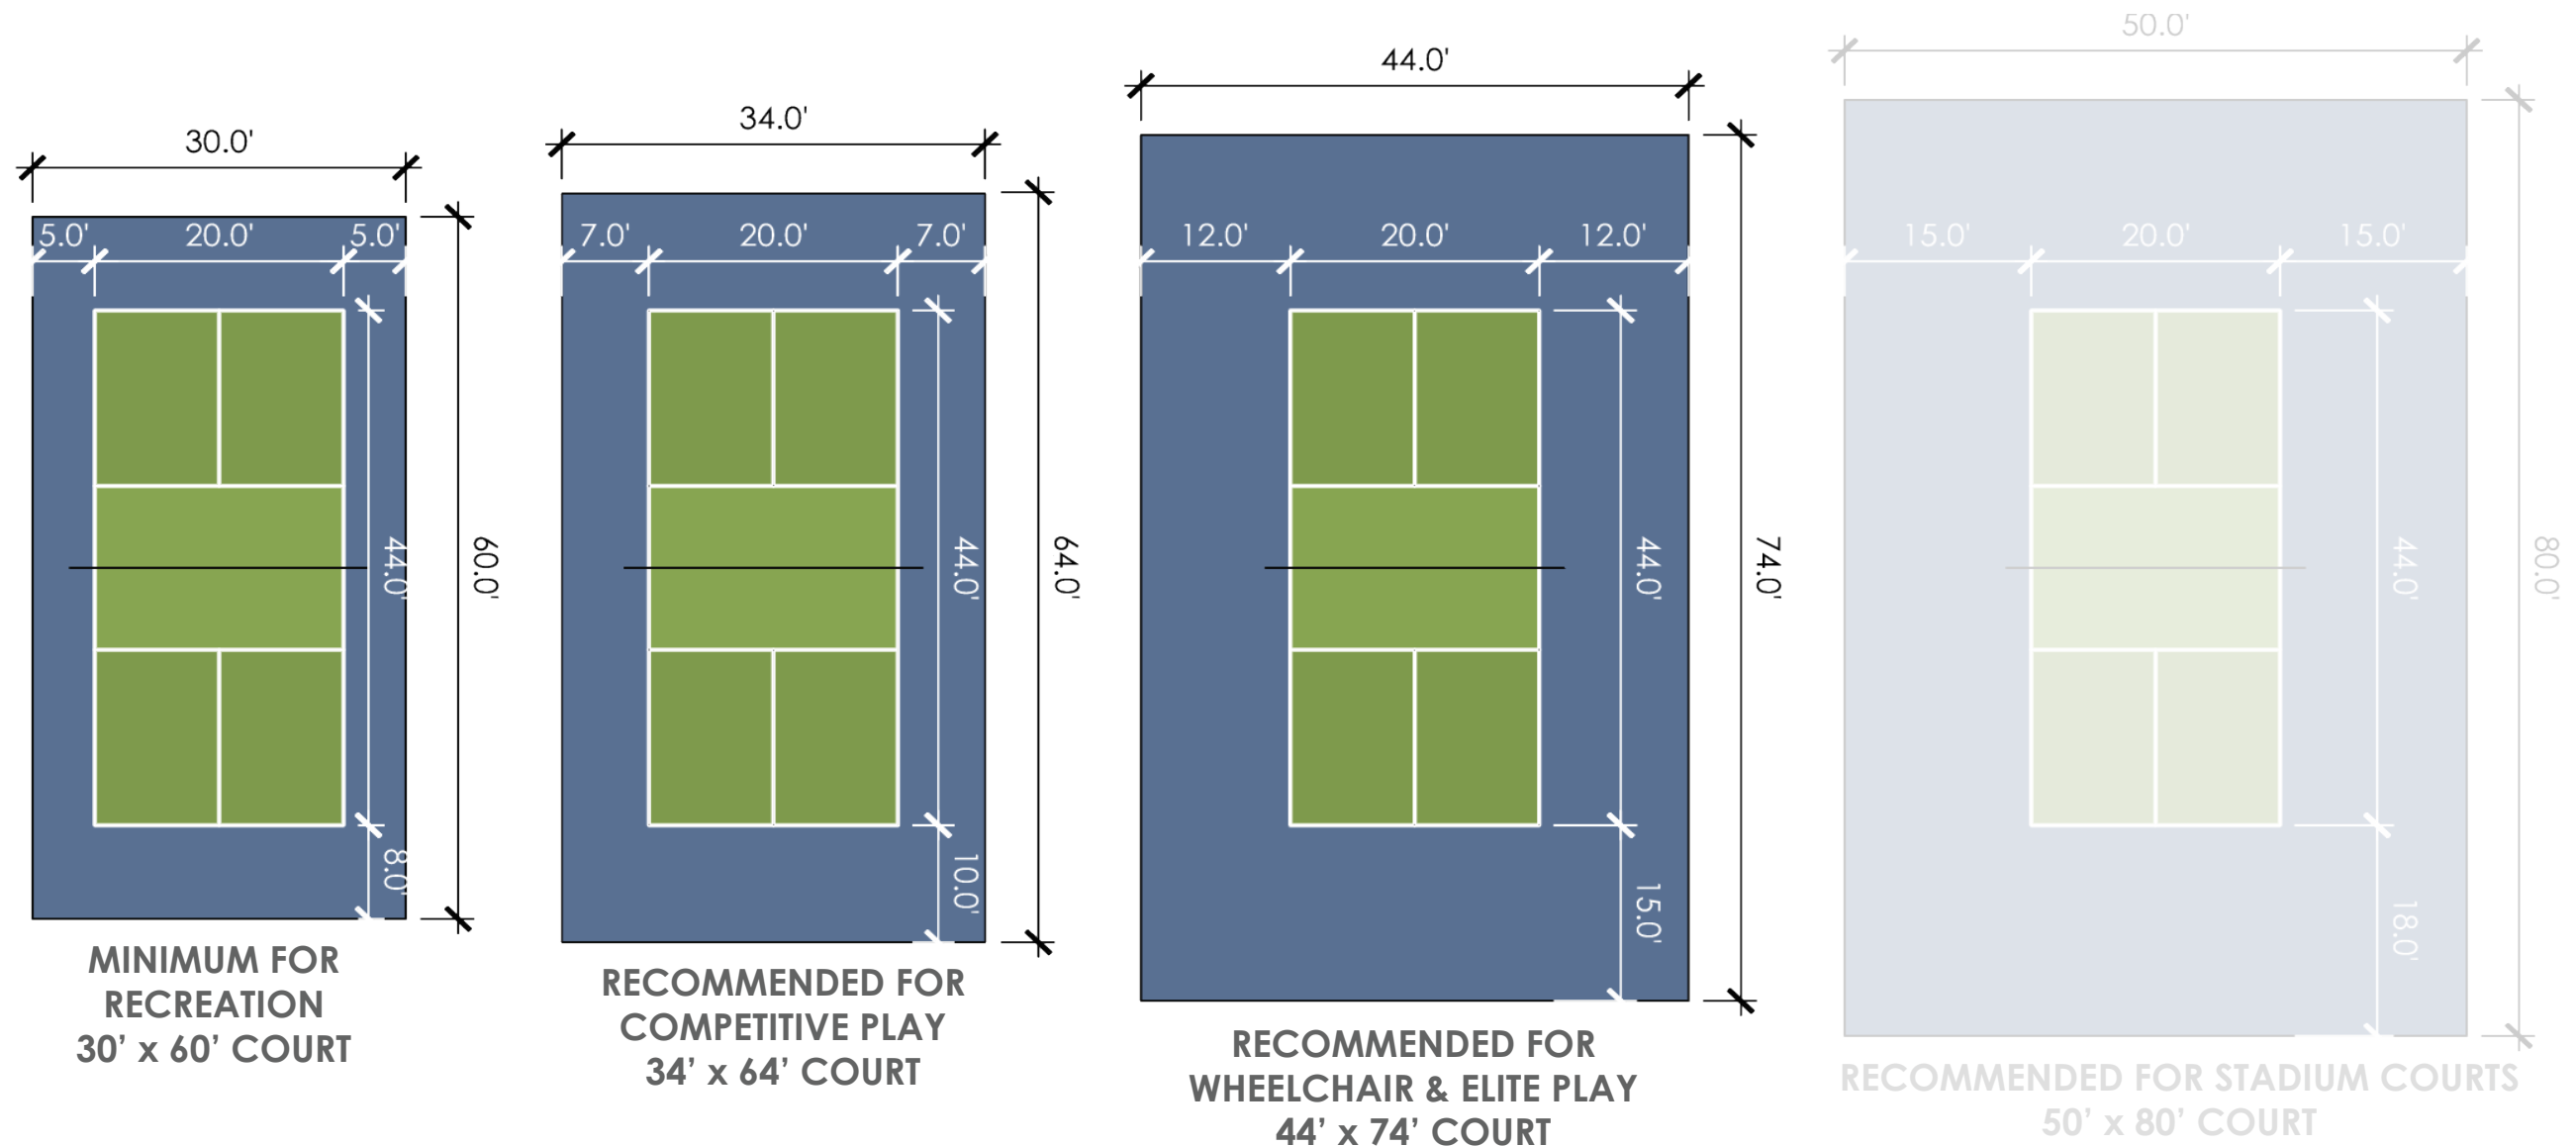 30.0'
5.0' 20.0' 5.0'
44.0'
60.0'
8.0'
MINIMUM FOR
RECREATION
30’ x 60’ COURT
34.0'
7.0' 20.0' 7.0'
44.0'
64.0'
10.0'
RECOMMENDED FOR
COMPETITIVE PLAY
34’ x 64’ COURT
44.0'
12.0' 20.0' 12.0'
44.0'
74.0'
15.0'
RECOMMENDED FOR
WHEELCHAIR & ELITE PLAY
44’ x 74’ COURT
50.0'
15.0' 20.0' 15.0'
44.0'
80.0'
18.0'
RECOMMENDED FOR STADIUM COURTS
50’ x 80’ COURT